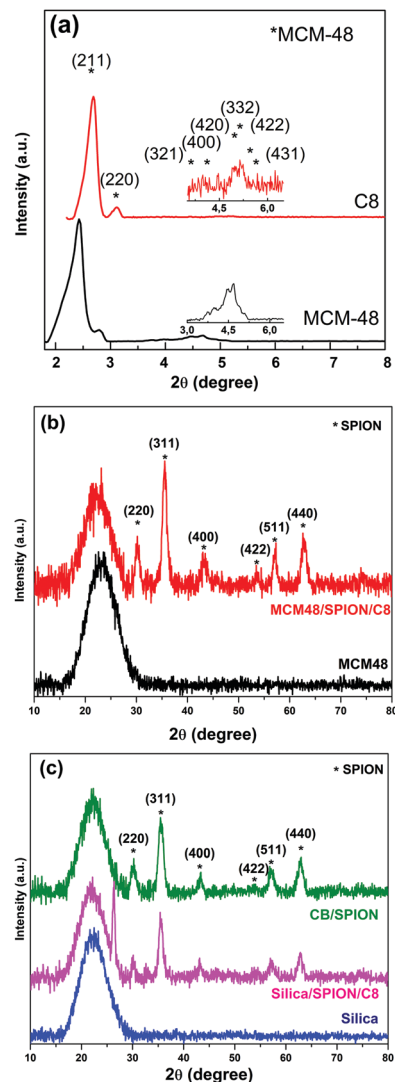 (a)
*MCM-48
(211)
*
(332)
*
(420)
*
(422)
*
(400)
*
(321)
*
(431)
*
(220)
*
4,5 6,0
C8
3,0 4,5 6,0
MCM-48
Intensity (a.u.)
2 3 4 5 6 7 8
2θ (degree)
(b)
* SPION
(311)
*
(220)
*
(400)
*
(422)
*
(511)
*
(440)
*
MCM48/SPION/C8
MCM48
Intensity (a.u.)
10 20 30 40 50 60 70 80
2θ (degree)
(c)
* SPION
(311)
*
(220)
*
(400)
*
(422)
*
(511)
*
(440)
*
CB/SPION
Silica/SPION/C8
Silica
Intensity (a.u.)
10 20 30 40 50 60 70 80
2θ (degree)